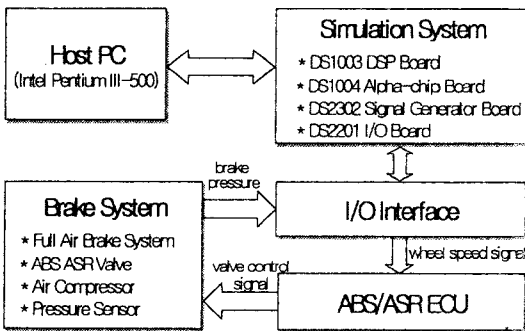 Host PC
(Intel Pentium III-500)
Simulation System
* DS1003 DSP Board
* DS1004 Alpha-chip Board
* DS2302 Signal Generator Board
* DS2201 I/O Board
brake
pressure
Brake System
* Full Air Brake System
* ABS ASR Valve
* Air Compressor
* Pressure Sensor
I/O Interface
wheel speed signal
valve control
signal
ABS/ASR ECU